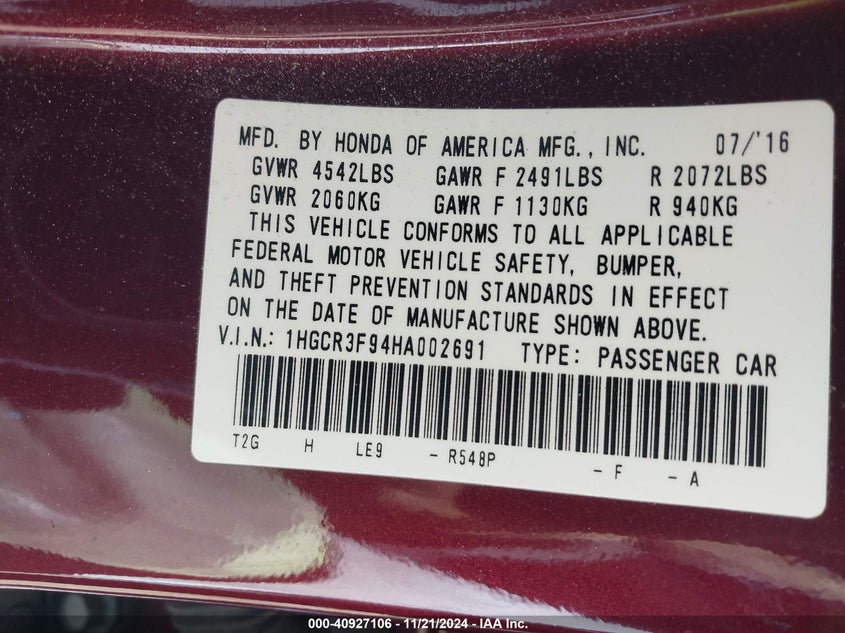 MFD. BY HONDA OF AMERICA MFG., INC. 07/'16
GVWR 4542LBS GAWR F 2491LBS R 2072LBS
GVWR 2060KG GAWR F 1130KG R 940KG
THIS VEHICLE CONFORMS TO ALL APPLICABLE
FEDERAL MOTOR VEHICLE SAFETY, BUMPER,
AND THEFT PREVENTION STANDARDS IN EFFECT
ON THE DATE OF MANUFACTURE SHOWN ABOVE.
V.I.N.: 1HGCR3F94HA002691 TYPE: PASSENGER CAR
T2G H LE9 - R548P - F - A
000-40927106 - 11/21/2024 - IAA Inc.